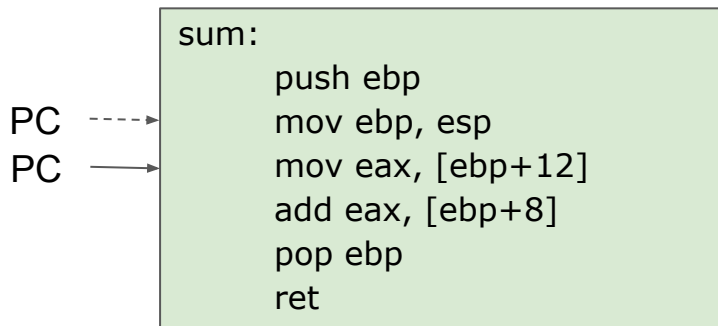 sum:
push ebp
PC mov ebp, esp
PC mov eax, [ebp+12]
add eax, [ebp+8]
pop ebp
ret